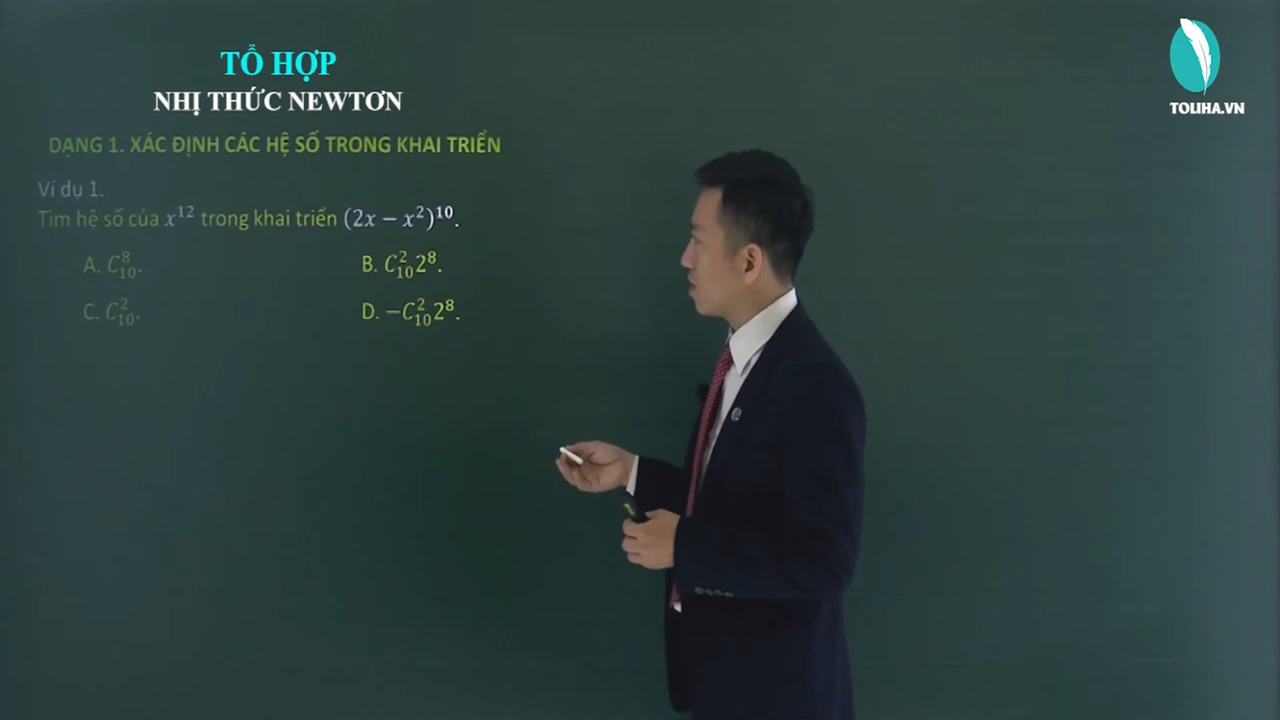 TỔ HỢP
NHỊ THỨC NEWTƠN
DẠNG 1. XÁC ĐỊNH CÁC HỆ SỐ TRONG KHAI TRIỂN
Ví dụ 1.
Tìm hệ số của x¹² trong khai triển (2x − x²)¹⁰.
A. C₁₀⁸.
B. C₁₀²2⁸.
C. C₁₀².
D. −C₁₀²2⁸.
TOLIHA.VN